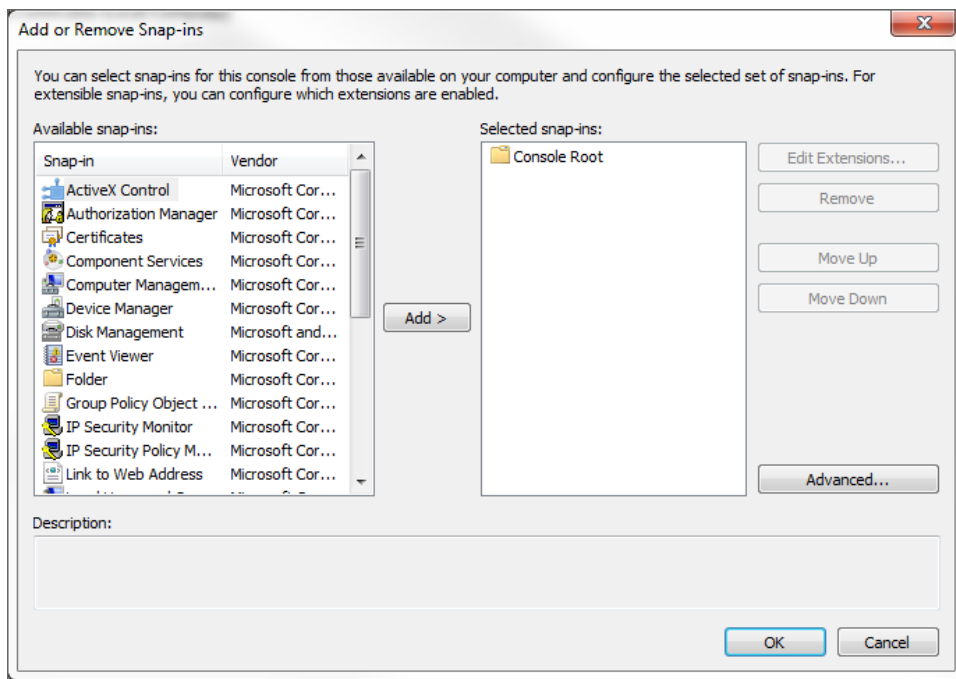 Add or Remove Snap-ins
You can select snap-ins for this console from those available on your computer and configure the selected set of snap-ins. For
extensible snap-ins, you can configure which extensions are enabled.
Available snap-ins:
Selected snap-ins:
Snap-in Vendor
ActiveX Control Microsoft Cor...
Authorization Manager Microsoft Cor...
Certificates Microsoft Cor...
Component Services Microsoft Cor...
Computer Managem... Microsoft Cor...
Device Manager Microsoft Cor...
Disk Management Microsoft and...
Event Viewer Microsoft Cor...
Folder Microsoft Cor...
Group Policy Object ... Microsoft Cor...
IP Security Monitor Microsoft Cor...
IP Security Policy M... Microsoft Cor...
Link to Web Address Microsoft Cor...
Add >
Console Root
Edit Extensions...
Remove
Move Up
Move Down
Advanced...
Description:
OK
Cancel